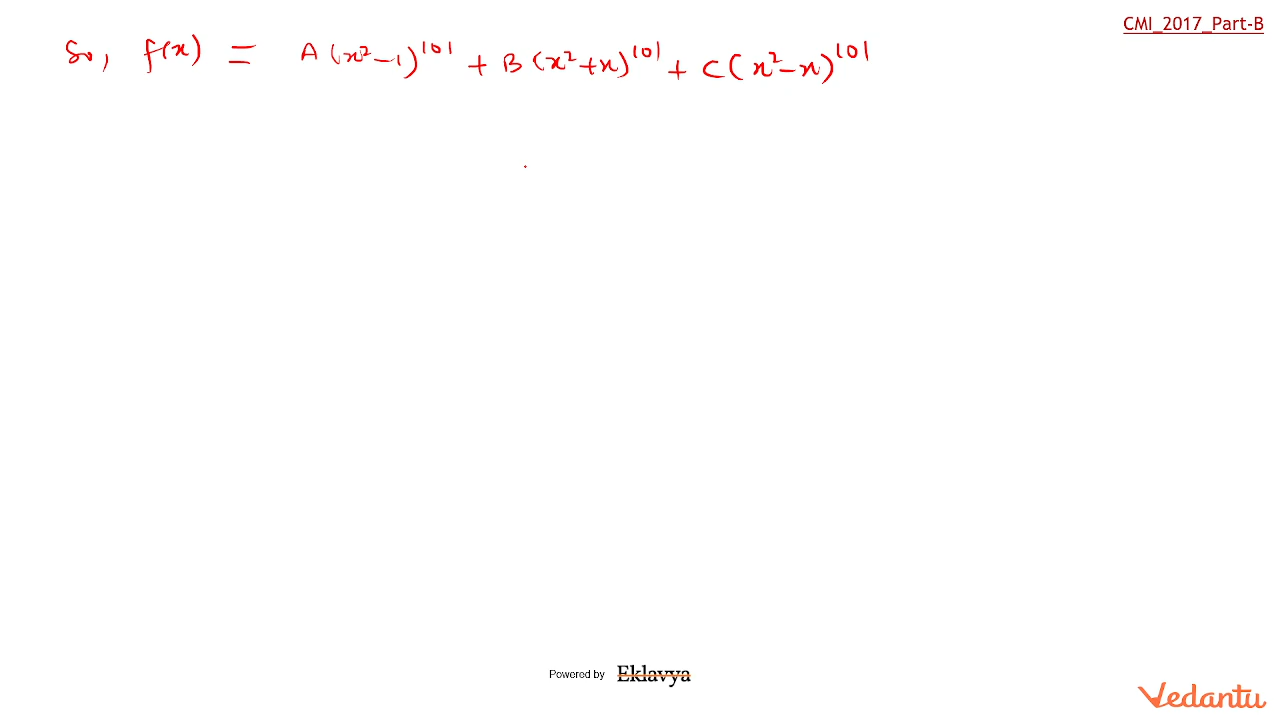 CMI_2017_Part-B
So, f(x) = A(x²-1)¹⁰¹ + B(x²+x)¹⁰¹ + C(x²-x)¹⁰¹
Powered by Eklavya
Vedantu